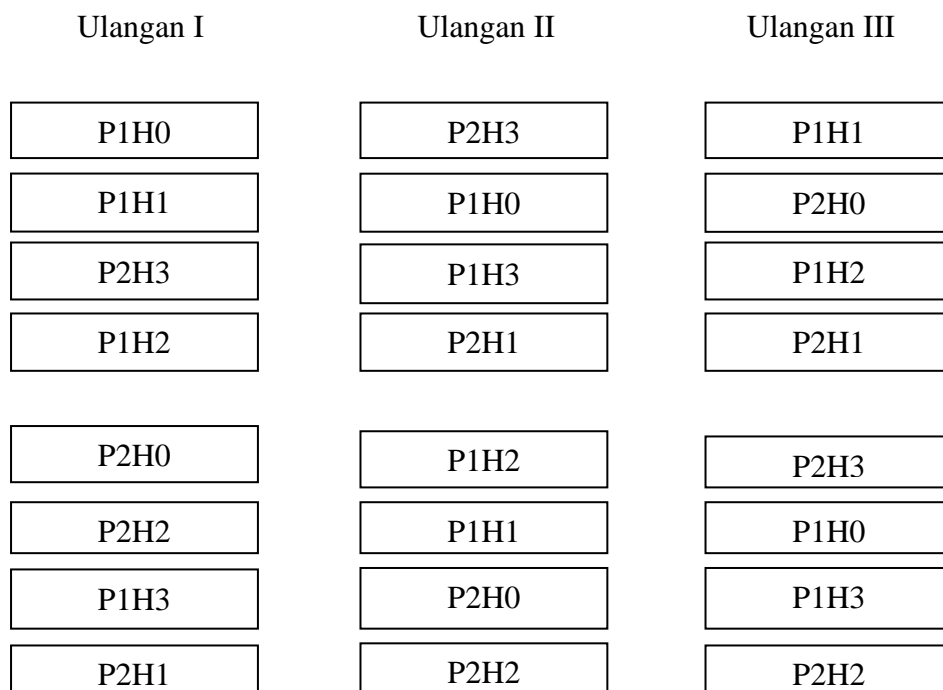 Ulangan I Ulangan II Ulangan III
P1H0 P2H3 P1H1
P1H1 P1H0 P2H0
P2H3 P1H3 P1H2
P1H2 P2H1 P2H1
P2H0 P1H2 P2H3
P2H2 P1H1 P1H0
P1H3 P2H0 P1H3
P2H1 P2H2 P2H2